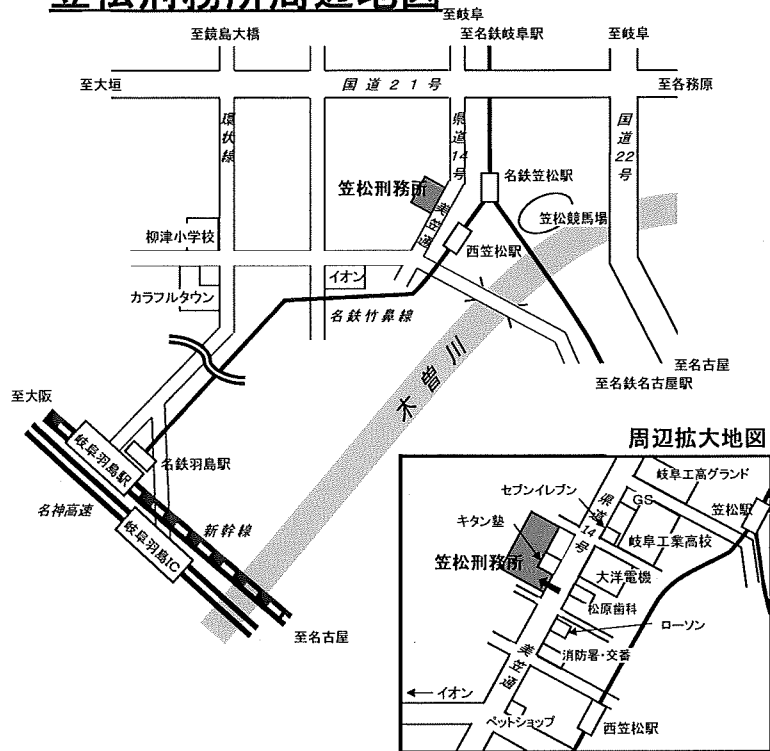 笠松刑務所周辺地図
至岐阜
至鏡島大橋
至名鉄岐阜駅
至岐阜
至大垣
国道21号
至各務原
環状線
県道14号
国道22号
笠松刑務所
名鉄笠松駅
美笠通
笠松競馬場
柳津小学校
西笠松駅
カラフルタウン
イオン
名鉄竹鼻線
木曽川
至名古屋
至名鉄名古屋駅
至大阪
岐阜羽島駅
名鉄羽島駅
名神高速
新幹線
岐阜羽島IC
至名古屋
周辺拡大地図
岐阜工高グランド
セブンイレブン
県道14号
GS
笠松駅
キタン塾
岐阜工業高校
笠松刑務所
大洋電機
松原歯科
ローソン
消防署・交番
美笠通
←イオン
ペットショップ
西笠松駅